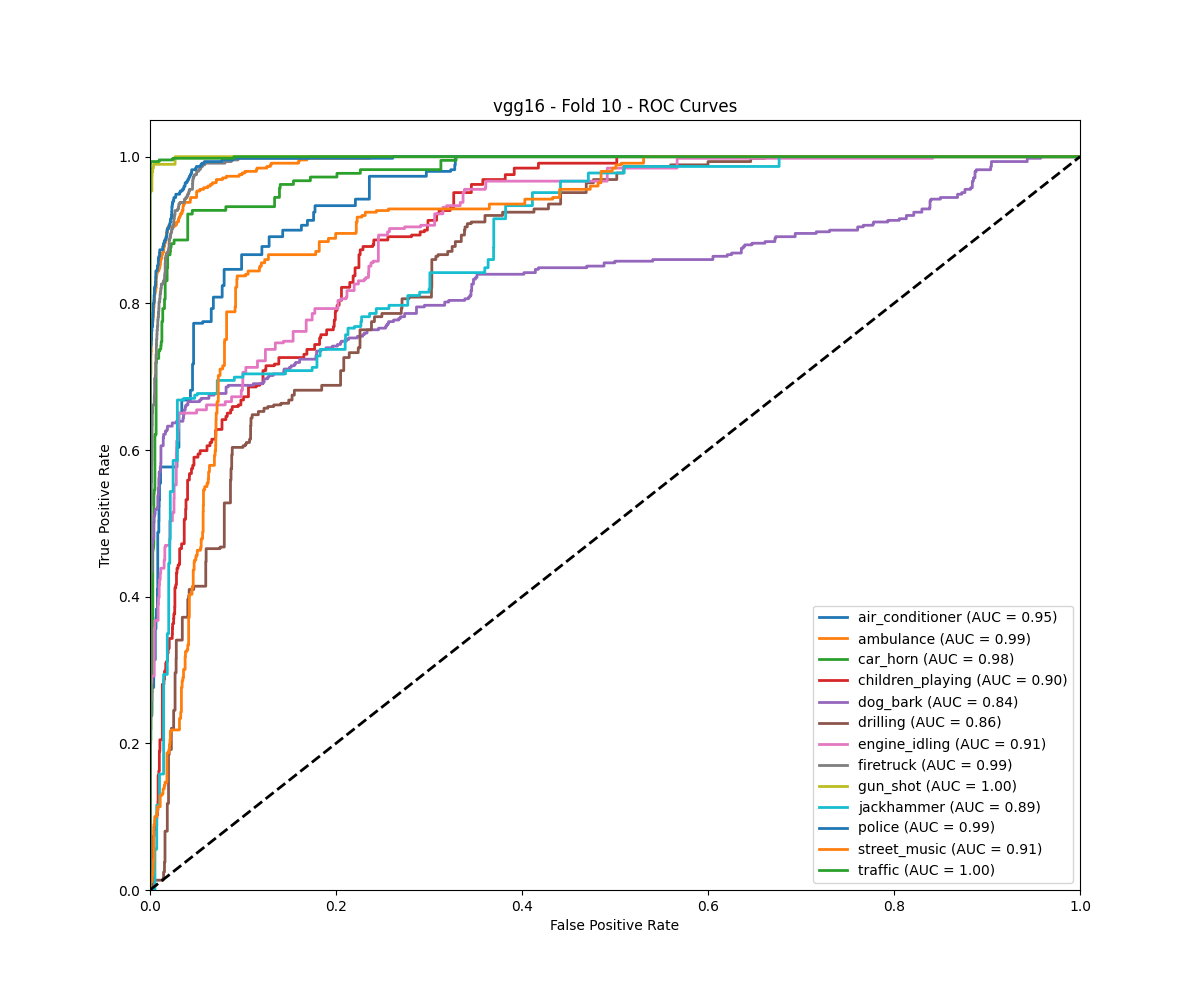 vgg16 - Fold 10 - ROC Curves
True Positive Rate
1.0
0.8
0.6
0.4
0.2
0.0
0.0 0.2 0.4 0.6 0.8 1.0
False Positive Rate
air_conditioner (AUC = 0.95)
ambulance (AUC = 0.99)
car_horn (AUC = 0.98)
children_playing (AUC = 0.90)
dog_bark (AUC = 0.84)
drilling (AUC = 0.86)
engine_idling (AUC = 0.91)
firetruck (AUC = 0.99)
gun_shot (AUC = 1.00)
jackhammer (AUC = 0.89)
police (AUC = 0.99)
street_music (AUC = 0.91)
traffic (AUC = 1.00)